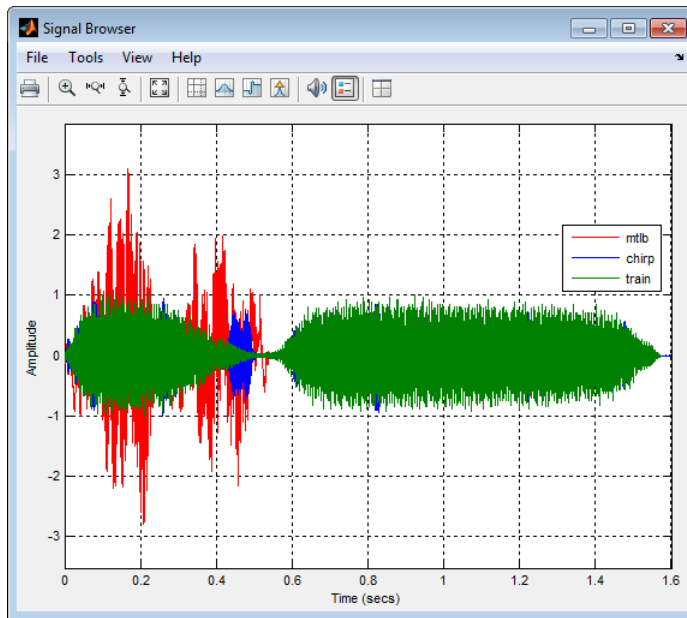 Signal Browser
File Tools View Help
3
2
1
0
-1
-2
-3
Amplitude
mtlb
chirp
train
0 0.2 0.4 0.6 0.8 1 1.2 1.4 1.6
Time (secs)